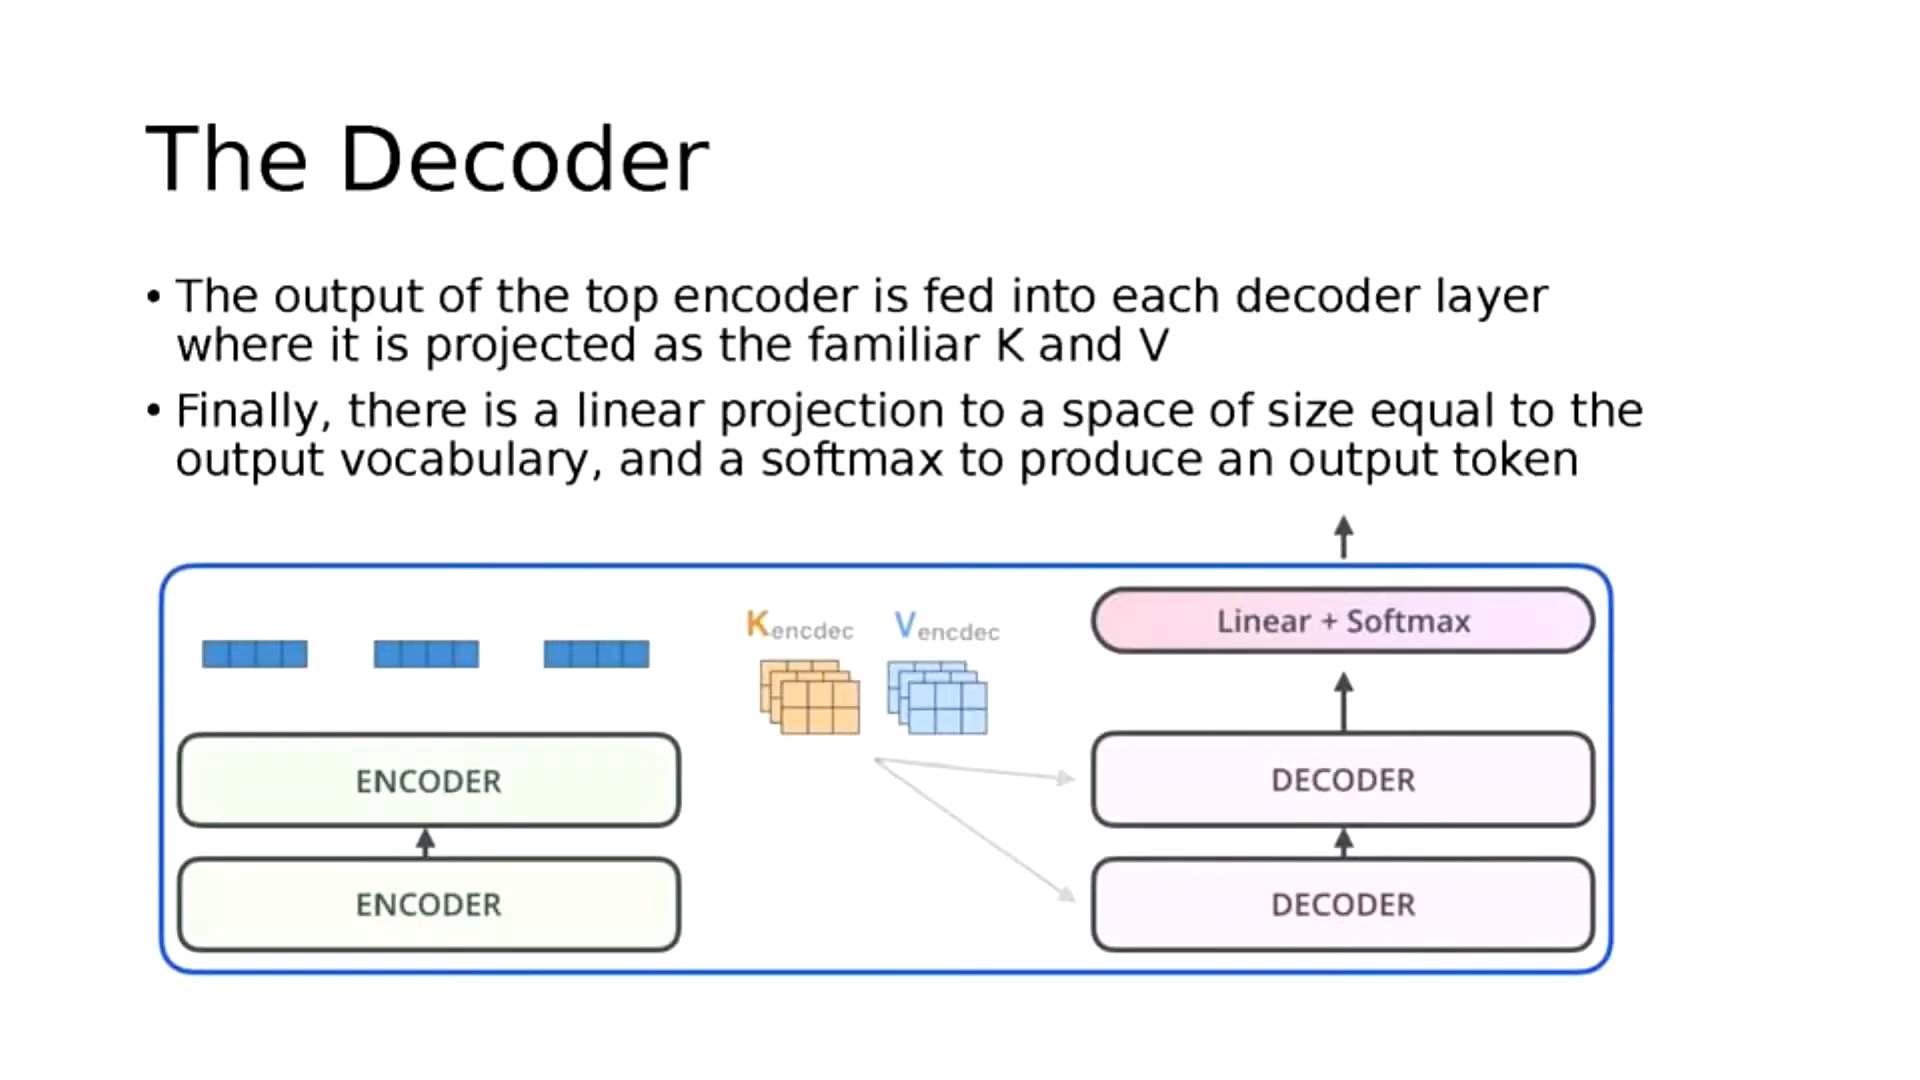 The Decoder
• The output of the top encoder is fed into each decoder layer
where it is projected as the familiar K and V
• Finally, there is a linear projection to a space of size equal to the
output vocabulary, and a softmax to produce an output token
Kencdec Vencdec
Linear + Softmax
ENCODER
DECODER
ENCODER
DECODER